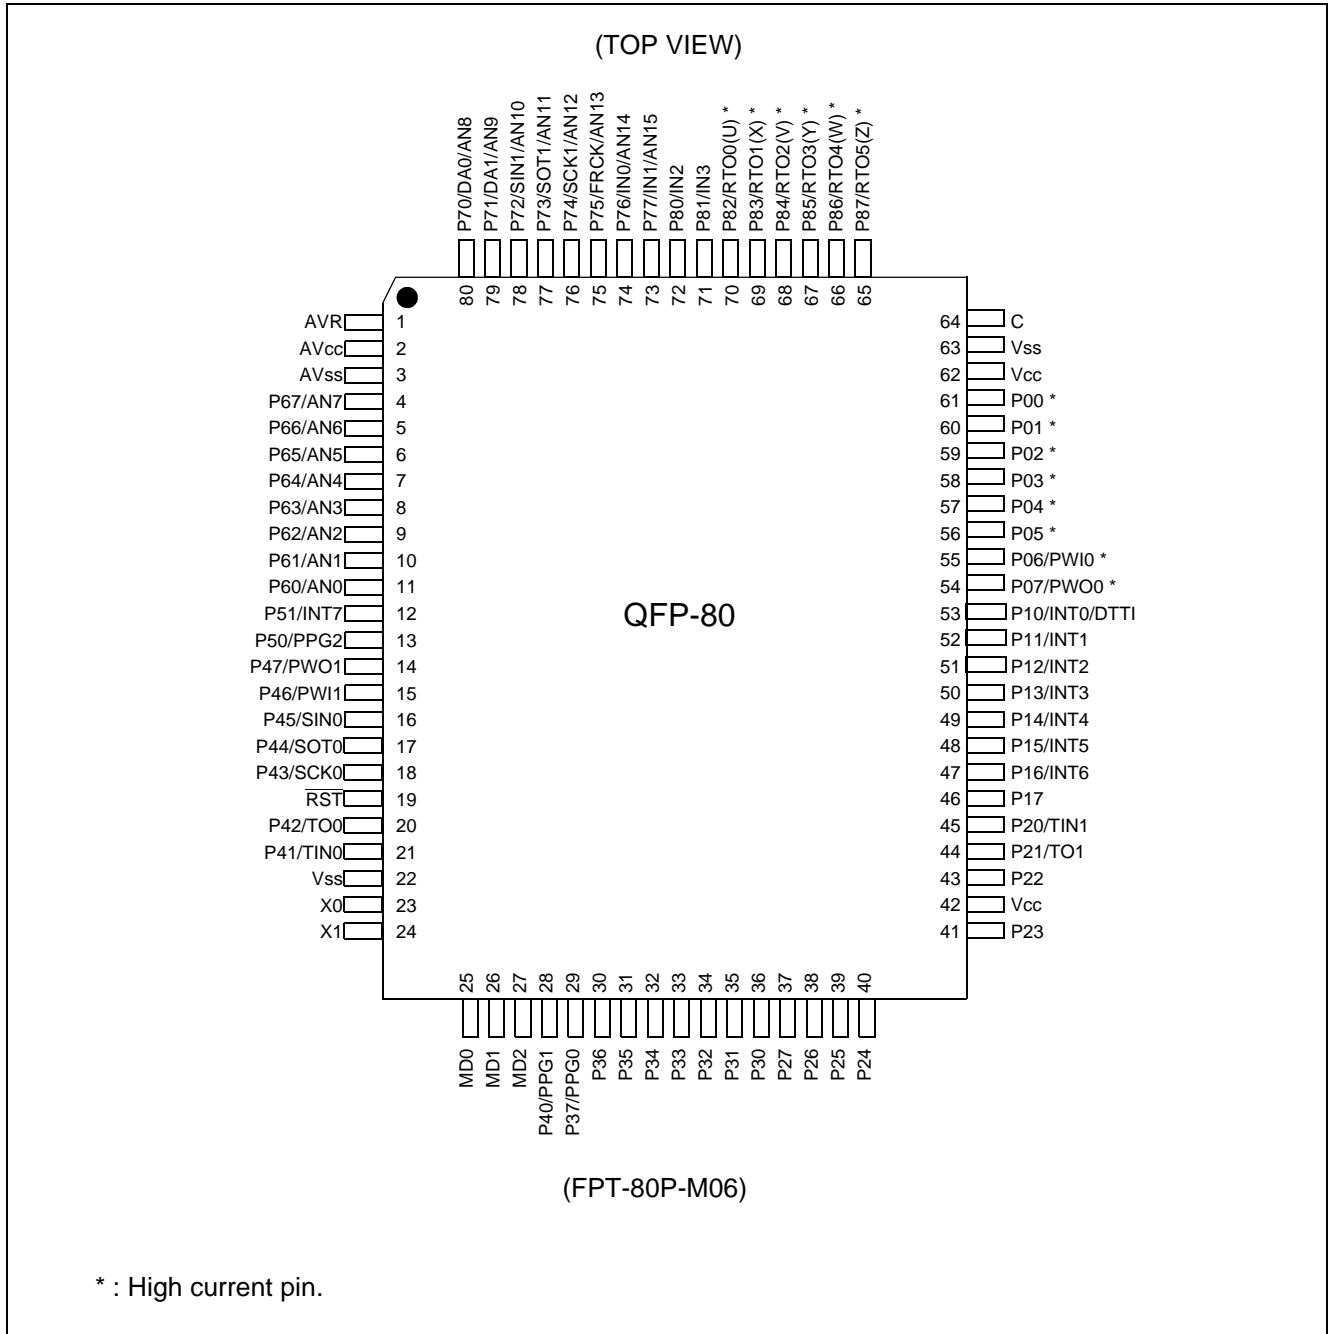 (TOP VIEW)
P70/DA0/AN8
P71/DA1/AN9
P72/SIN1/AN10
P73/SOT1/AN11
P74/SCK1/AN12
P75/FRCK/AN13
P76/IN0/AN14
P77/IN1/AN15
P80/IN2
P81/IN3
P82/RTO0(U) *
P83/RTO1(X) *
P84/RTO2(V) *
P85/RTO3(Y) *
P86/RTO4(W) *
P87/RTO5(Z) *
80 79 78 77 76 75 74 73 72 71 70 69 68 67 66 65
AVR 1
AVcc 2
AVss 3
P67/AN7 4
P66/AN6 5
P65/AN5 6
P64/AN4 7
P63/AN3 8
P62/AN2 9
P61/AN1 10
P60/AN0 11
P51/INT7 12
P50/PPG2 13
P47/PWO1 14
P46/PWI1 15
P45/SIN0 16
P44/SOT0 17
P43/SCK0 18
RST 19
P42/TO0 20
P41/TIN0 21
Vss 22
X0 23
X1 24
QFP-80
64 C
63 Vss
62 Vcc
61 P00 *
60 P01 *
59 P02 *
58 P03 *
57 P04 *
56 P05 *
55 P06/PWI0 *
54 P07/PWO0 *
53 P10/INT0/DTTI
52 P11/INT1
51 P12/INT2
50 P13/INT3
49 P14/INT4
48 P15/INT5
47 P16/INT6
46 P17
45 P20/TIN1
44 P21/TO1
43 P22
42 Vcc
41 P23
25 26 27 28 29 30 31 32 33 34 35 36 37 38 39 40
MD0
MD1
MD2
P40/PPG1
P37/PPG0
P36
P35
P34
P33
P32
P31
P30
P27
P26
P25
P24
(FPT-80P-M06)
* : High current pin.